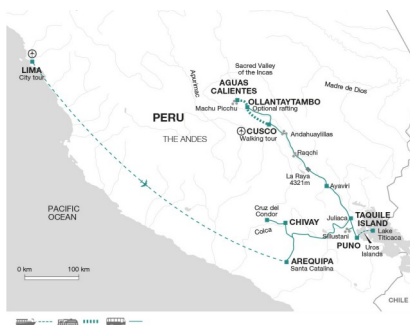 LIMA
City tour
PERU
THE ANDES
Apurimac
Sacred Valley
of the Incas
Madre de Dios
AGUAS
CALIENTES
OLLANTAYTAMBO
Machu Picchu
Optional rafting
CUSCO
Walking tour
Andahuaylillas
Raqchi
La Raya
4321m
Ayaviri
PACIFIC
OCEAN
Cruz del
Condor
CHIVAY
Colca
Juliaca
TAQUILE
ISLAND
Sillustani
Lake
Titicaca
PUNO
Uros
Islands
AREQUIPA
Santa Catalina
0 km
100 km
CHILE